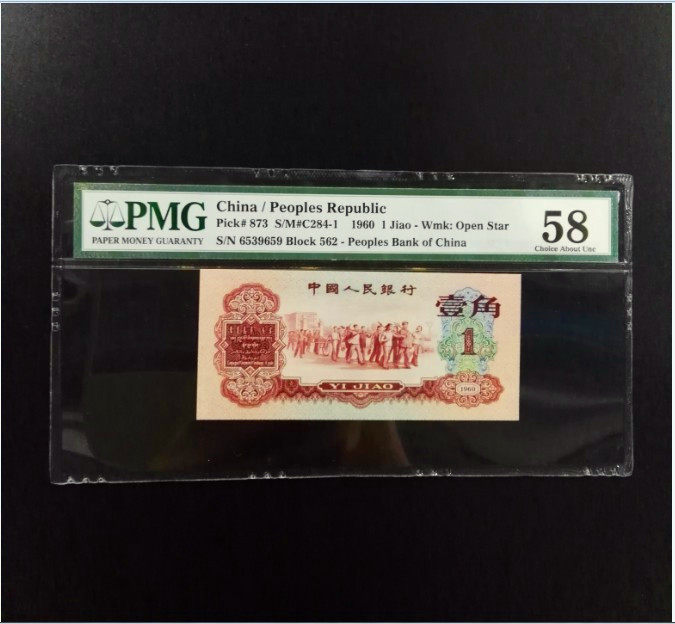 PMG
PAPER MONEY GUARANTY
China / Peoples Republic
Pick# 873 S/M#C284-1 1960 1 Jiao - Wmk: Open Star
S/N 6539659 Block 562 - Peoples Bank of China
58
Choice About Unc
中國人民銀行
壹角
1
YI JIAO
1960